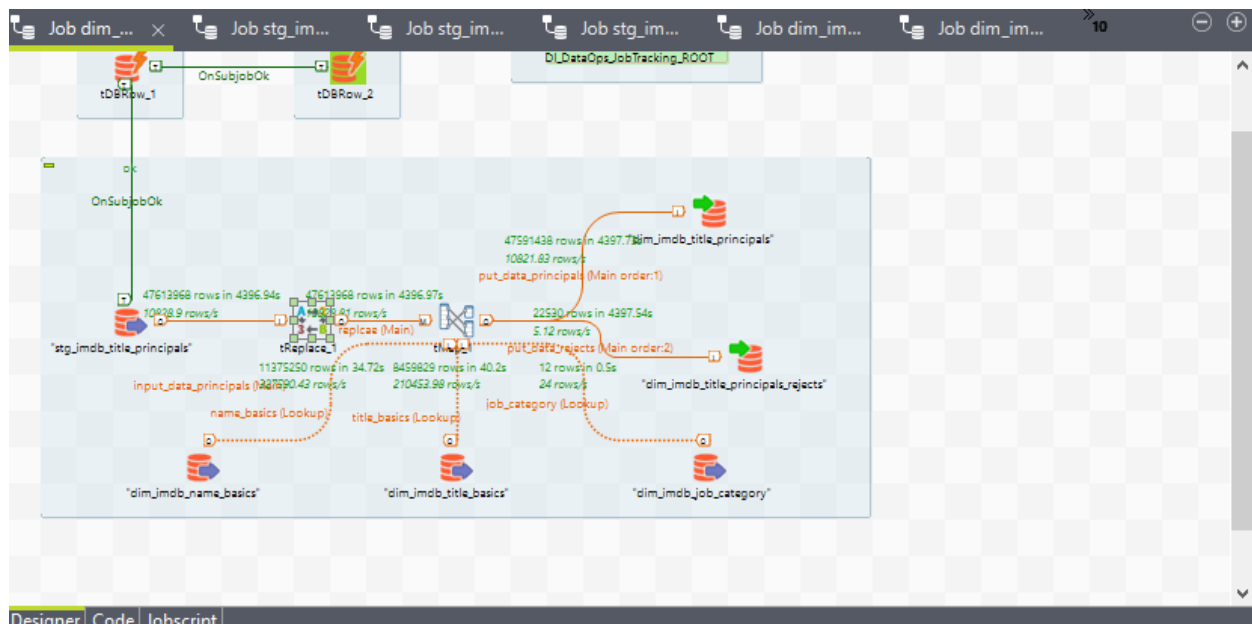 Job dim_...
Job stg_im...
Job stg_im...
Job stg_im...
Job dim_im...
Job dim_im...
10
DI_DataOps_JobTracking_ROOT
OnSubjobOk
tDBRow_1
tDBRow_2
OnSubjobOk
47591438 rows in 4397.73s
"dim_imdb_title_principals"
10821.83 rows/s
put_data_principals (Main order:1)
47613968 rows in 4396.94s
47613968 rows in 4396.97s
10828.9 rows/s
22530 rows in 4397.54s
replcae (Main)
5.12 rows/s
"stg_imdb_title_principals"
tReplace_1
put_data_rejects (Main order:2)
11375250 rows in 34.72s
8459829 rows in 40.2s
12 rows in 0.5s
input_data_principals
210453.98 rows/s
24 rows/s
"dim_imdb_title_principals_rejects"
name_basics (Lookup)
title_basics (Lookup)
job_category (Lookup)
"dim_imdb_name_basics"
"dim_imdb_title_basics"
"dim_imdb_job_category"
Designer
Code
Jobscript